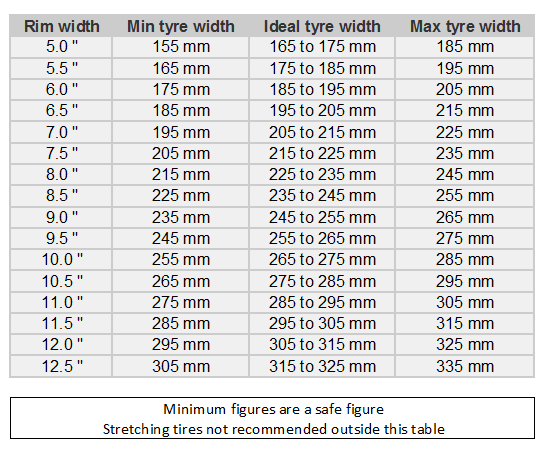 Rim width Min tyre width Ideal tyre width Max tyre width
5.0 " 155 mm 165 to 175 mm 185 mm
5.5 " 165 mm 175 to 185 mm 195 mm
6.0 " 175 mm 185 to 195 mm 205 mm
6.5 " 185 mm 195 to 205 mm 215 mm
7.0 " 195 mm 205 to 215 mm 225 mm
7.5 " 205 mm 215 to 225 mm 235 mm
8.0 " 215 mm 225 to 235 mm 245 mm
8.5 " 225 mm 235 to 245 mm 255 mm
9.0 " 235 mm 245 to 255 mm 265 mm
9.5 " 245 mm 255 to 265 mm 275 mm
10.0 " 255 mm 265 to 275 mm 285 mm
10.5 " 265 mm 275 to 285 mm 295 mm
11.0 " 275 mm 285 to 295 mm 305 mm
11.5 " 285 mm 295 to 305 mm 315 mm
12.0 " 295 mm 305 to 315 mm 325 mm
12.5 " 305 mm 315 to 325 mm 335 mm
Minimum figures are a safe figure
Stretching tires not recommended outside this table